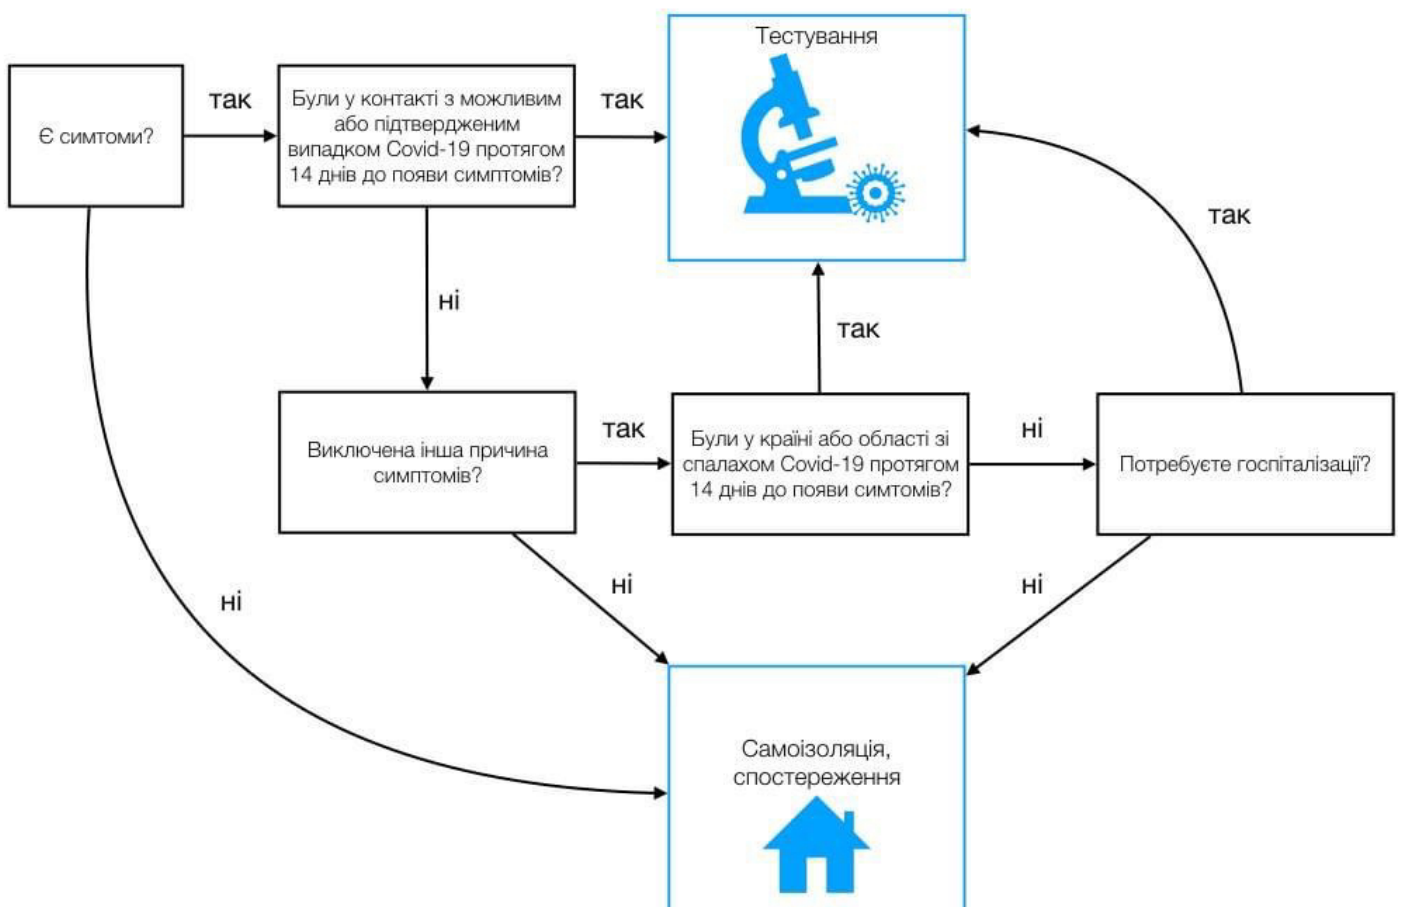 Тестування
Є симтоми?
так
Були у контакті з можливим
або підтвердженим
випадком Covid-19 протягом
14 днів до появи симптомів?
так
так
ні
так
Виключена інша причина
симптомів?
так
Були у країні або області зі
спалахом Covid-19 протягом
14 днів до появи симтомів?
ні
Потребуєте госпіталізації?
ні
ні
ні
Самоізоляція,
спостереження